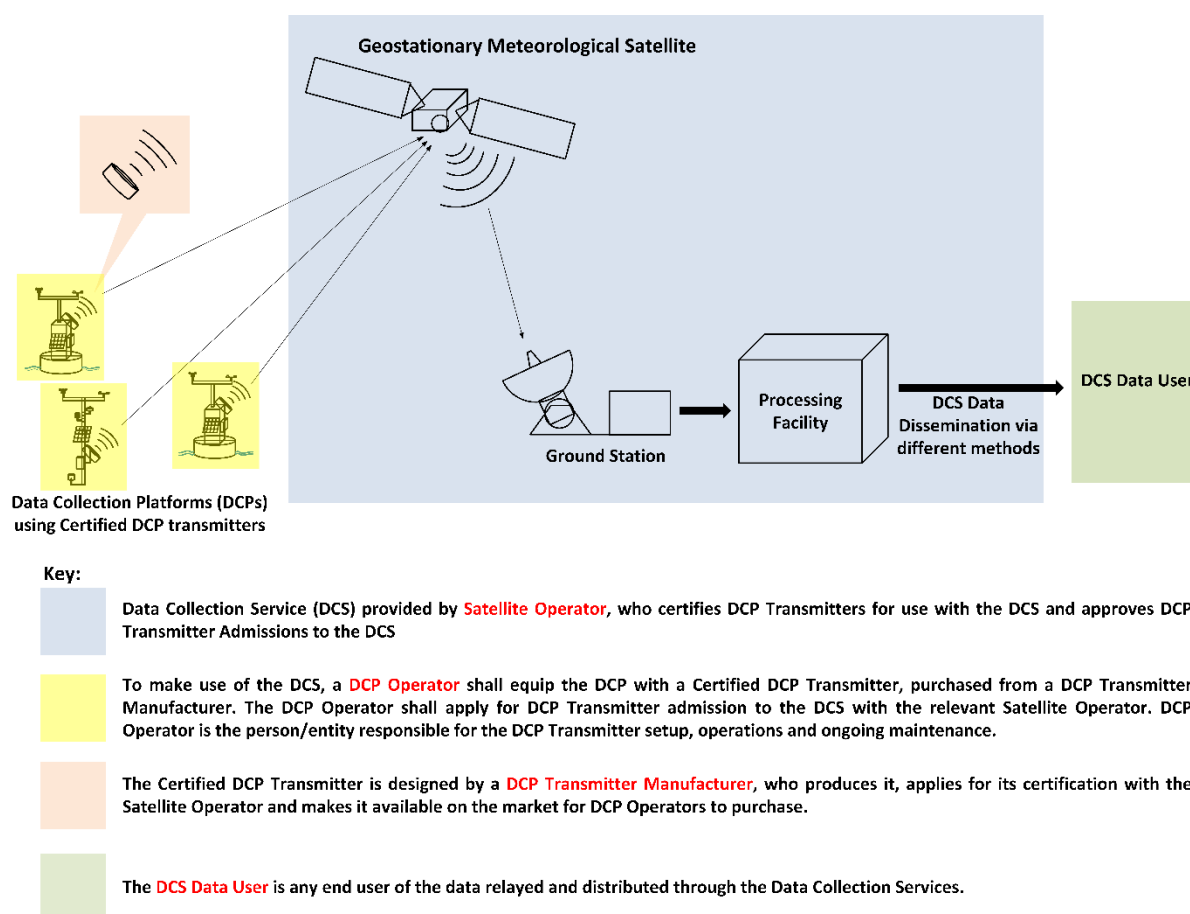 Geostationary Meteorological Satellite
Processing
Facility
DCS Data
Dissemination via
different methods
DCS Data User
Ground Station
Data Collection Platforms (DCPs)
using Certified DCP transmitters
Key:
Data Collection Service (DCS) provided by Satellite Operator, who certifies DCP Transmitters for use with the DCS and approves DCP
Transmitter Admissions to the DCS
To make use of the DCS, a DCP Operator shall equip the DCP with a Certified DCP Transmitter, purchased from a DCP Transmitter
Manufacturer. The DCP Operator shall apply for DCP Transmitter admission to the DCS with the relevant Satellite Operator. DCP
Operator is the person/entity responsible for the DCP Transmitter setup, operations and ongoing maintenance.
The Certified DCP Transmitter is designed by a DCP Transmitter Manufacturer, who produces it, applies for its certification with the
Satellite Operator and makes it available on the market for DCP Operators to purchase.
The DCS Data User is any end user of the data relayed and distributed through the Data Collection Services.